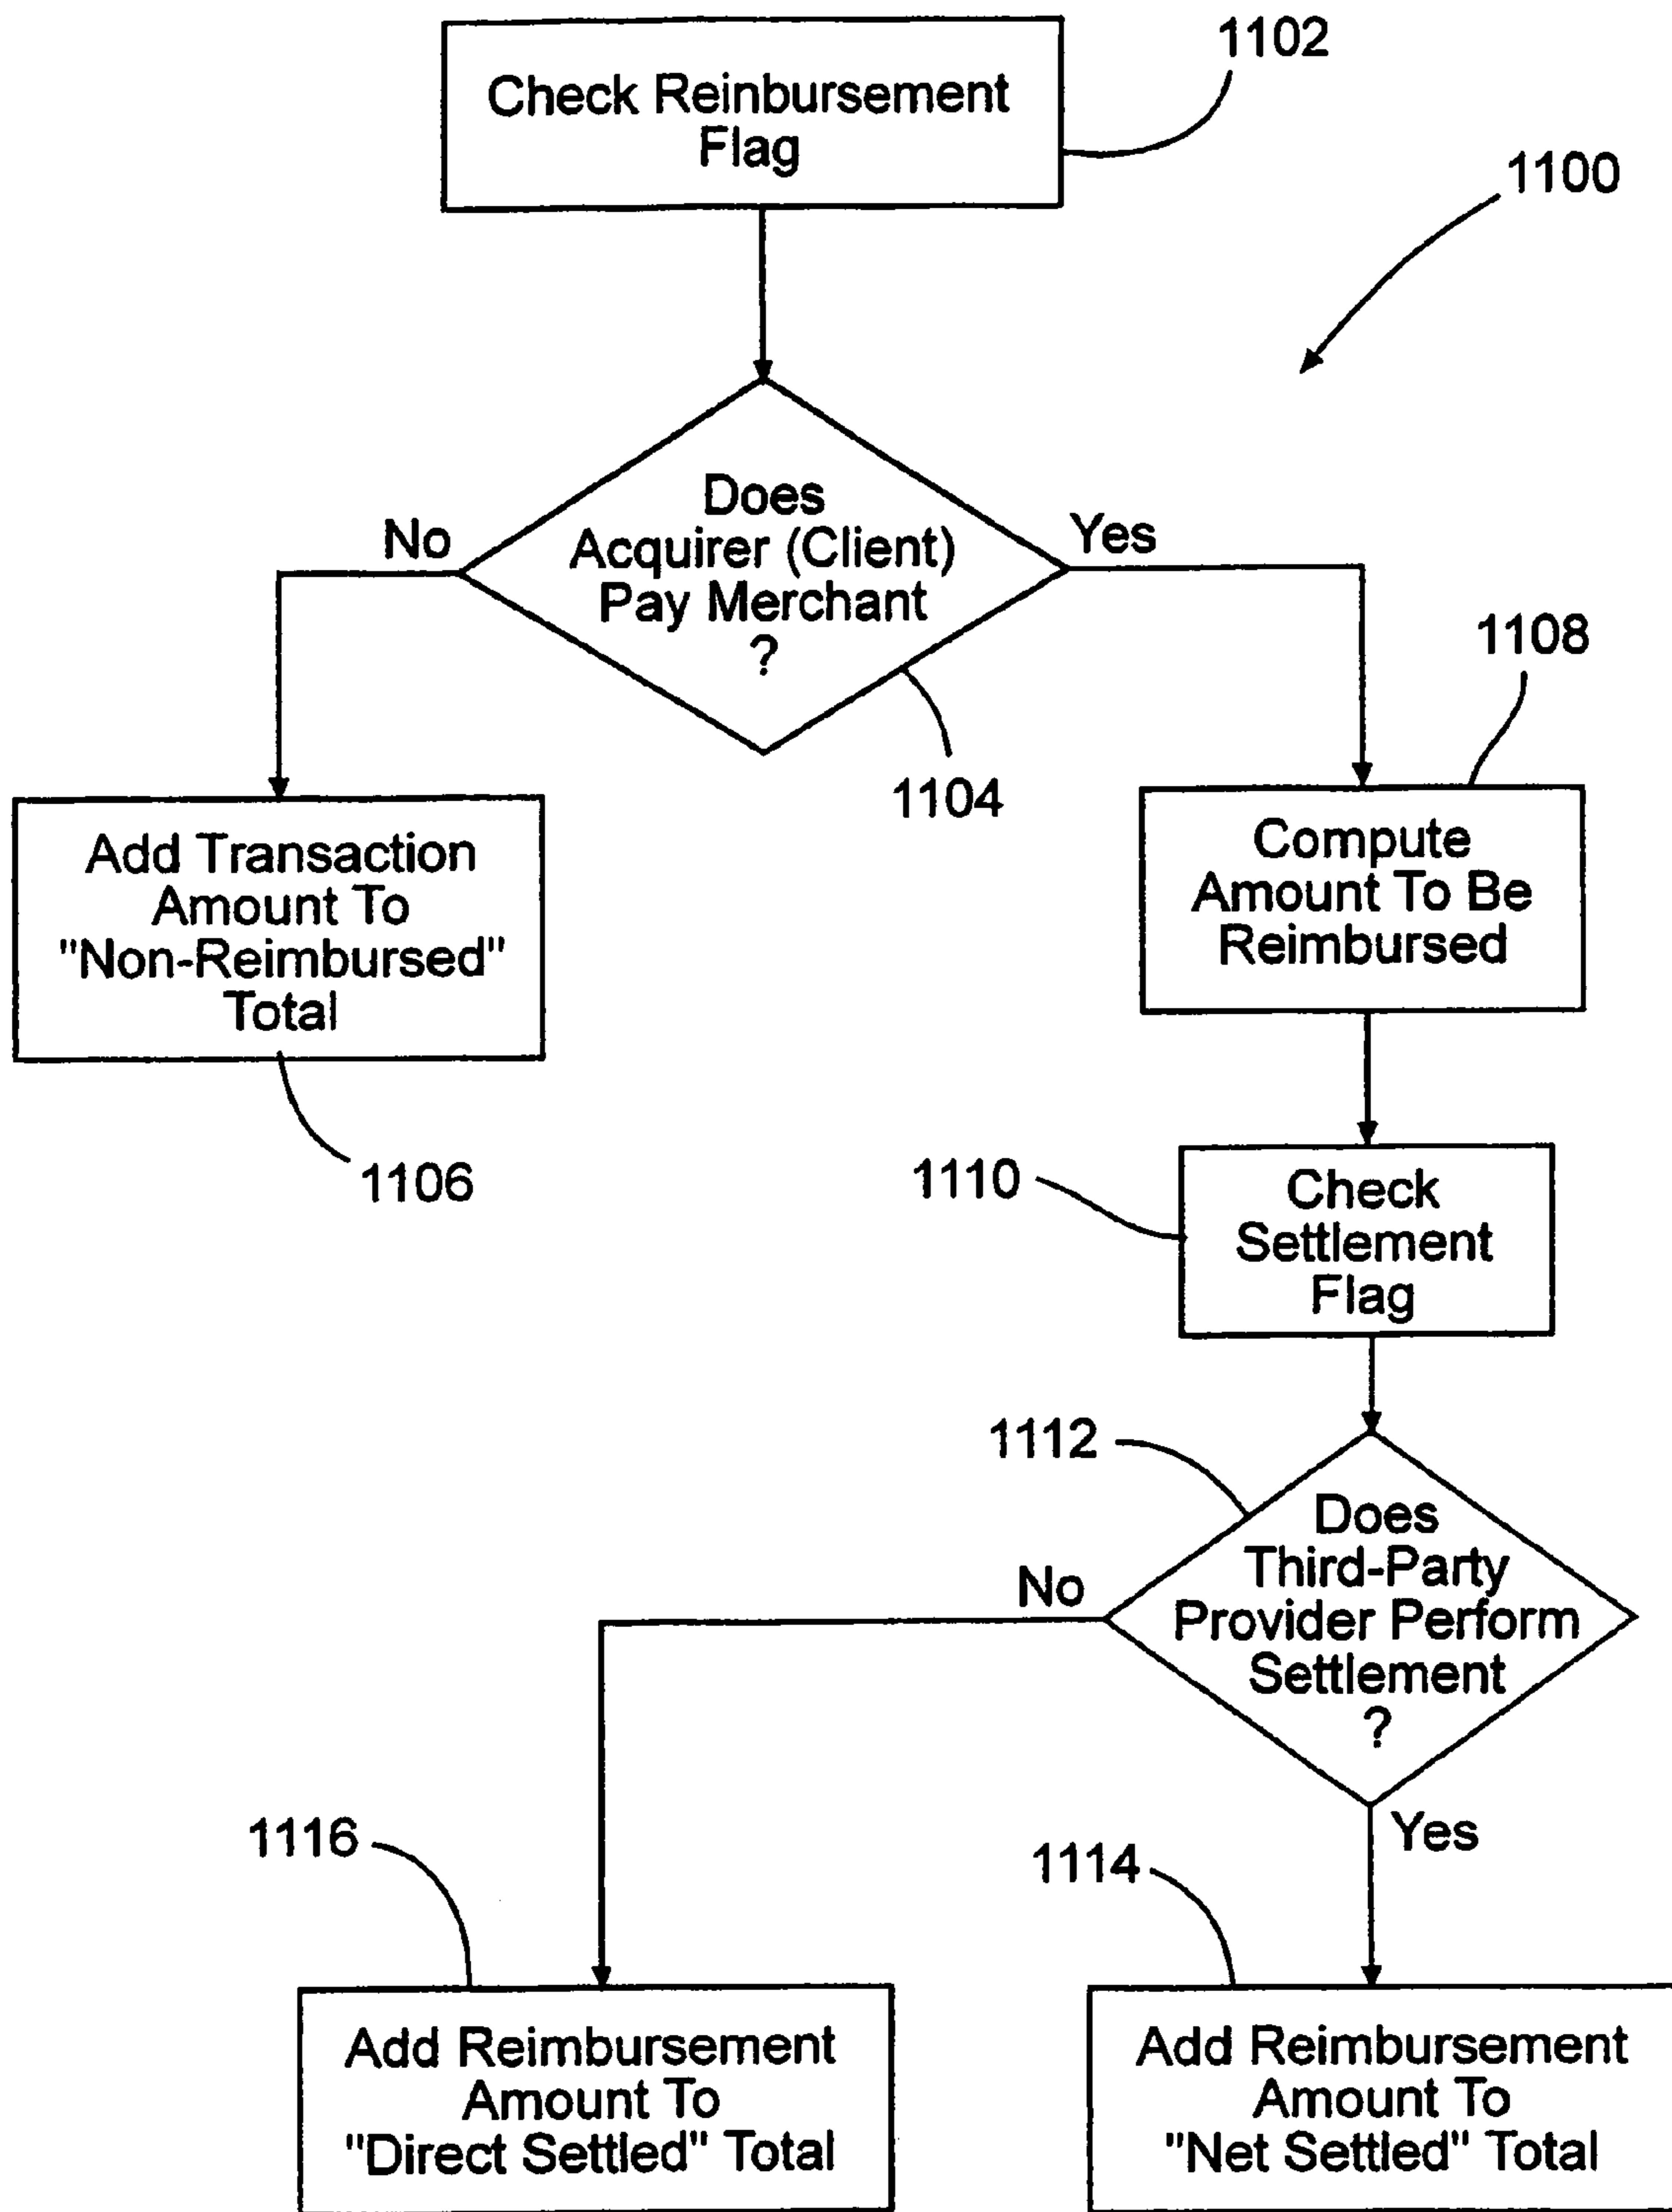 1102
Check Reinbursement
Flag
1100
Does
Acquirer (Client)
Pay Merchant
?
No
Yes
1104
1108
Add Transaction
Amount To
"Non-Reimbursed"
Total
1106
Compute
Amount To Be
Reimbursed
1110
Check
Settlement
Flag
1112
Does
Third-Party
Provider Perform
Settlement
?
No
Yes
1116
1114
Add Reimbursement
Amount To
"Direct Settled" Total
Add Reimbursement
Amount To
"Net Settled" Total